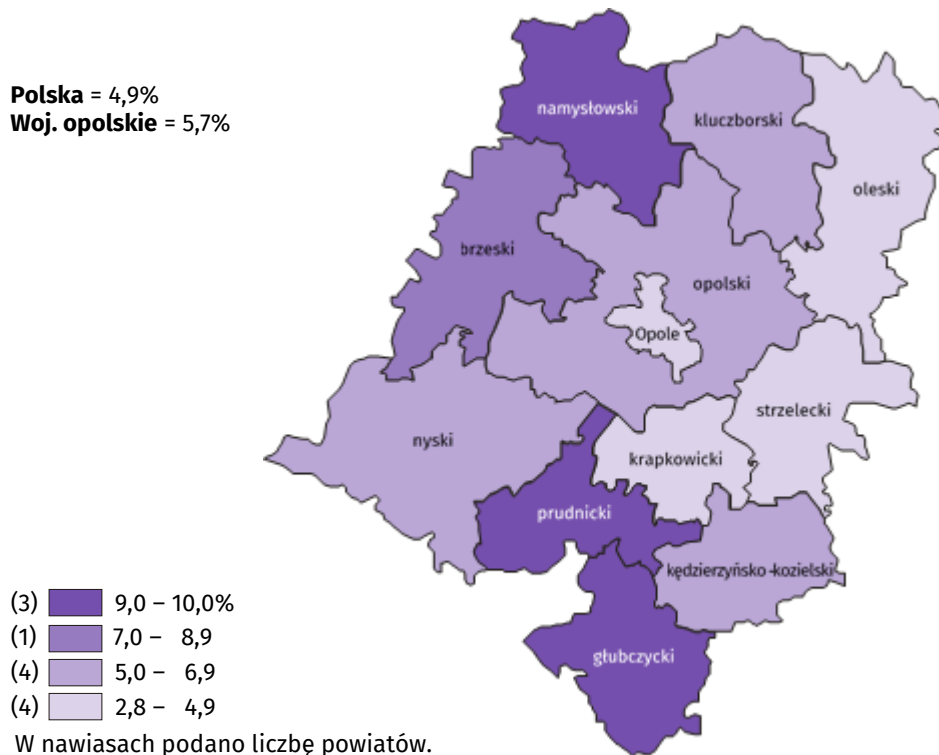 Polska = 4,9%
Woj. opolskie = 5,7%
namysłowski
kluczborski
oleski
brzeski
opolski
Opole
strzelecki
nyski
krapkowicki
prudnicki
kędzierzyńsko-kozielski
głubczycki
(3) 9,0 – 10,0%
(1) 7,0 – 8,9
(4) 5,0 – 6,9
(4) 2,8 – 4,9
W nawiasach podano liczbę powiatów.